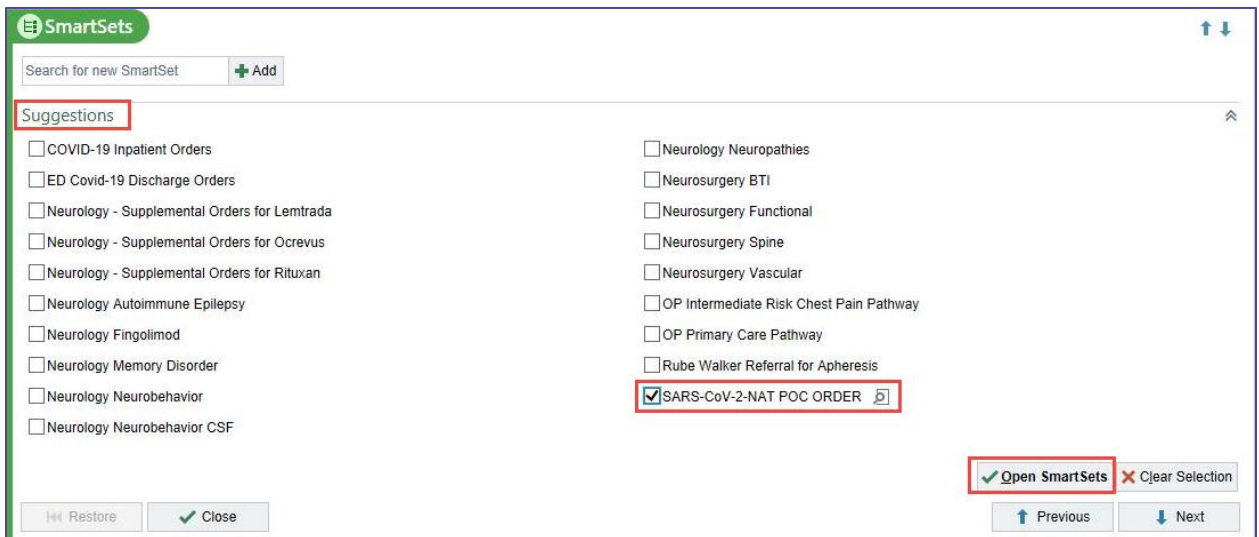 SmartSets
Search for new SmartSet
Add
Suggestions
COVID-19 Inpatient Orders
ED Covid-19 Discharge Orders
Neurology - Supplemental Orders for Lemtrada
Neurology - Supplemental Orders for Ocrevus
Neurology - Supplemental Orders for Rituxan
Neurology Autoimmune Epilepsy
Neurology Fingolimod
Neurology Memory Disorder
Neurology Neurobehavior
Neurology Neurobehavior CSF
Neurology Neuropathies
Neurosurgery BTI
Neurosurgery Functional
Neurosurgery Spine
Neurosurgery Vascular
OP Intermediate Risk Chest Pain Pathway
OP Primary Care Pathway
Rube Walker Referral for Apheresis
SARS-CoV-2-NAT POC ORDER
Open SmartSets
Clear Selection
Restore
Close
Previous
Next